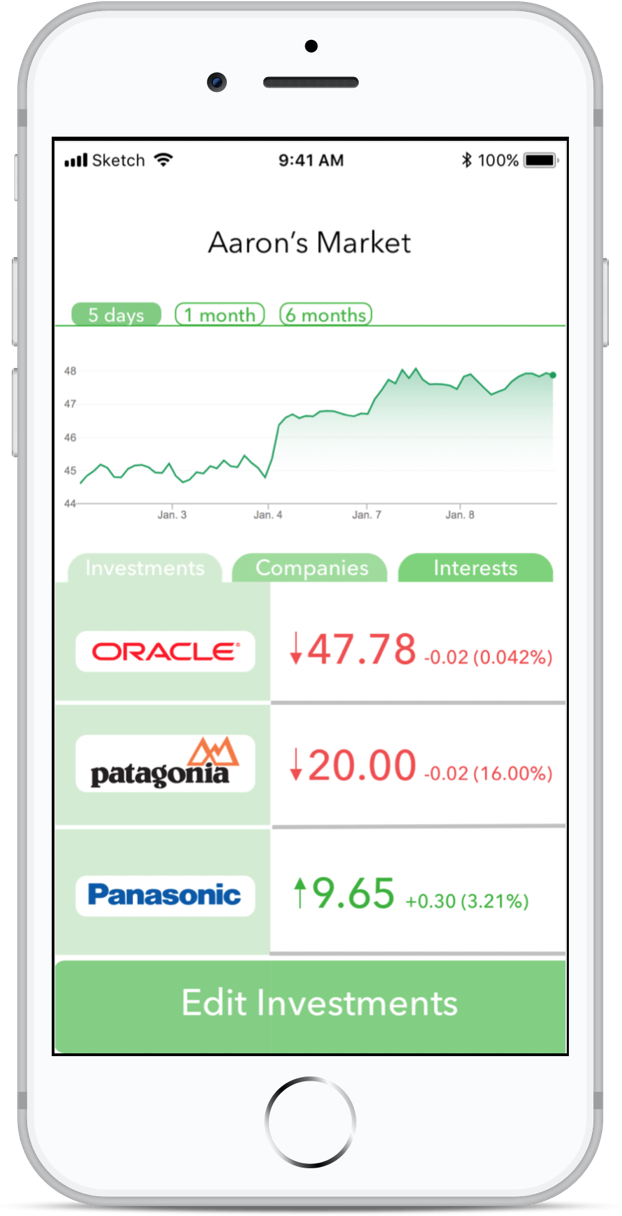 Sketch 9:41 AM 100%
Aaron’s Market
5 days 1 month 6 months
48
47
46
45
44
Jan. 3 Jan. 4 Jan. 7 Jan. 8
Investments Companies Interests
ORACLE® ↓47.78 -0.02 (0.042%)
patagonia ↓20.00 -0.02 (16.00%)
Panasonic ↑9.65 +0.30 (3.21%)
Edit Investments